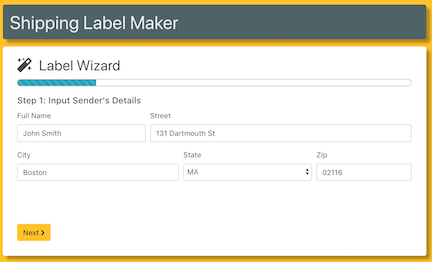 Shipping Label Maker
Label Wizard
Step 1: Input Sender's Details
Full Name Street
John Smith 131 Dartmouth St
City State Zip
Boston MA 02116
Next